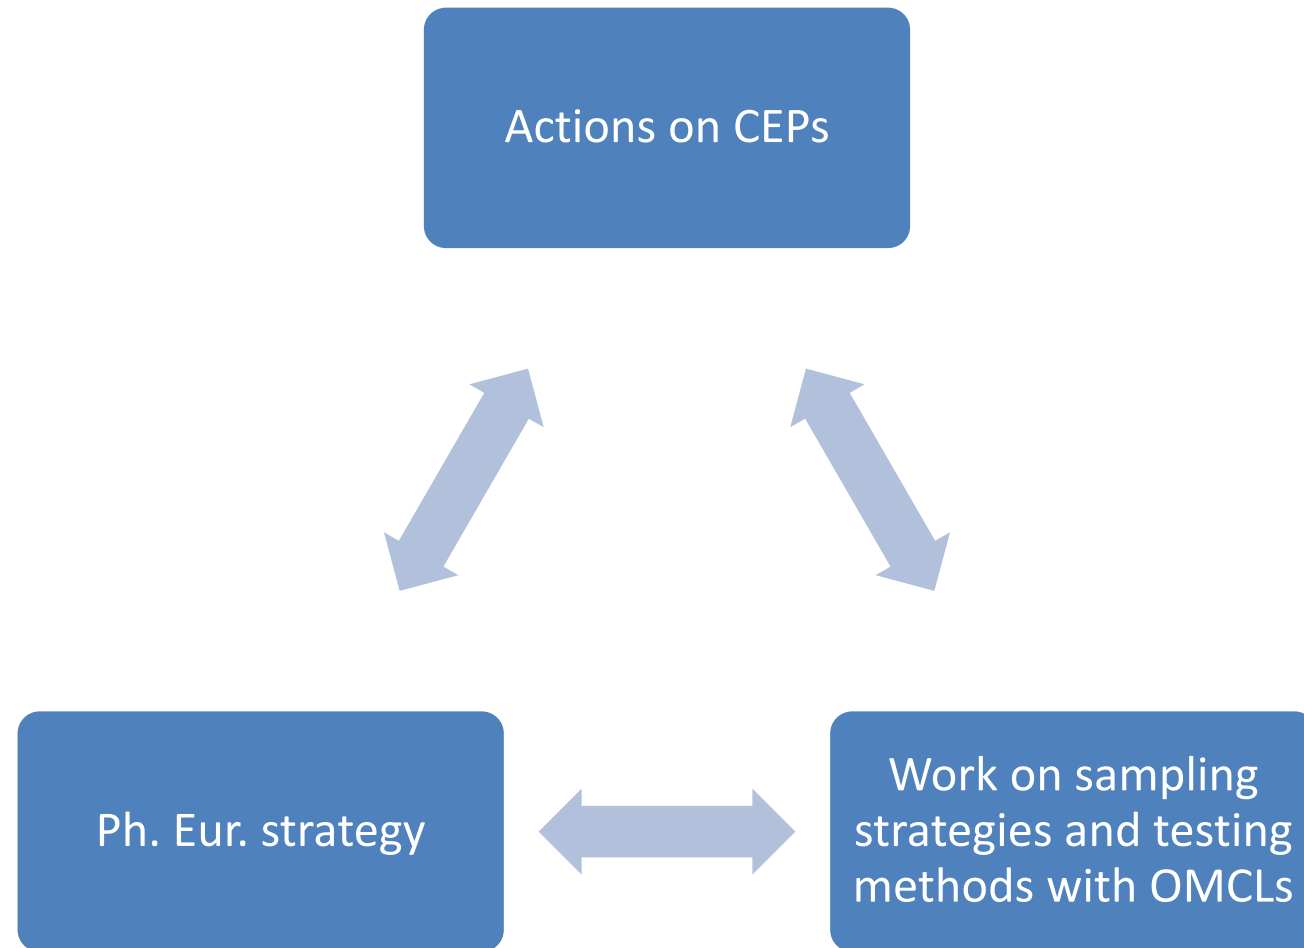 Actions on CEPs
Ph. Eur. strategy
Work on sampling
strategies and testing
methods with OMCLs